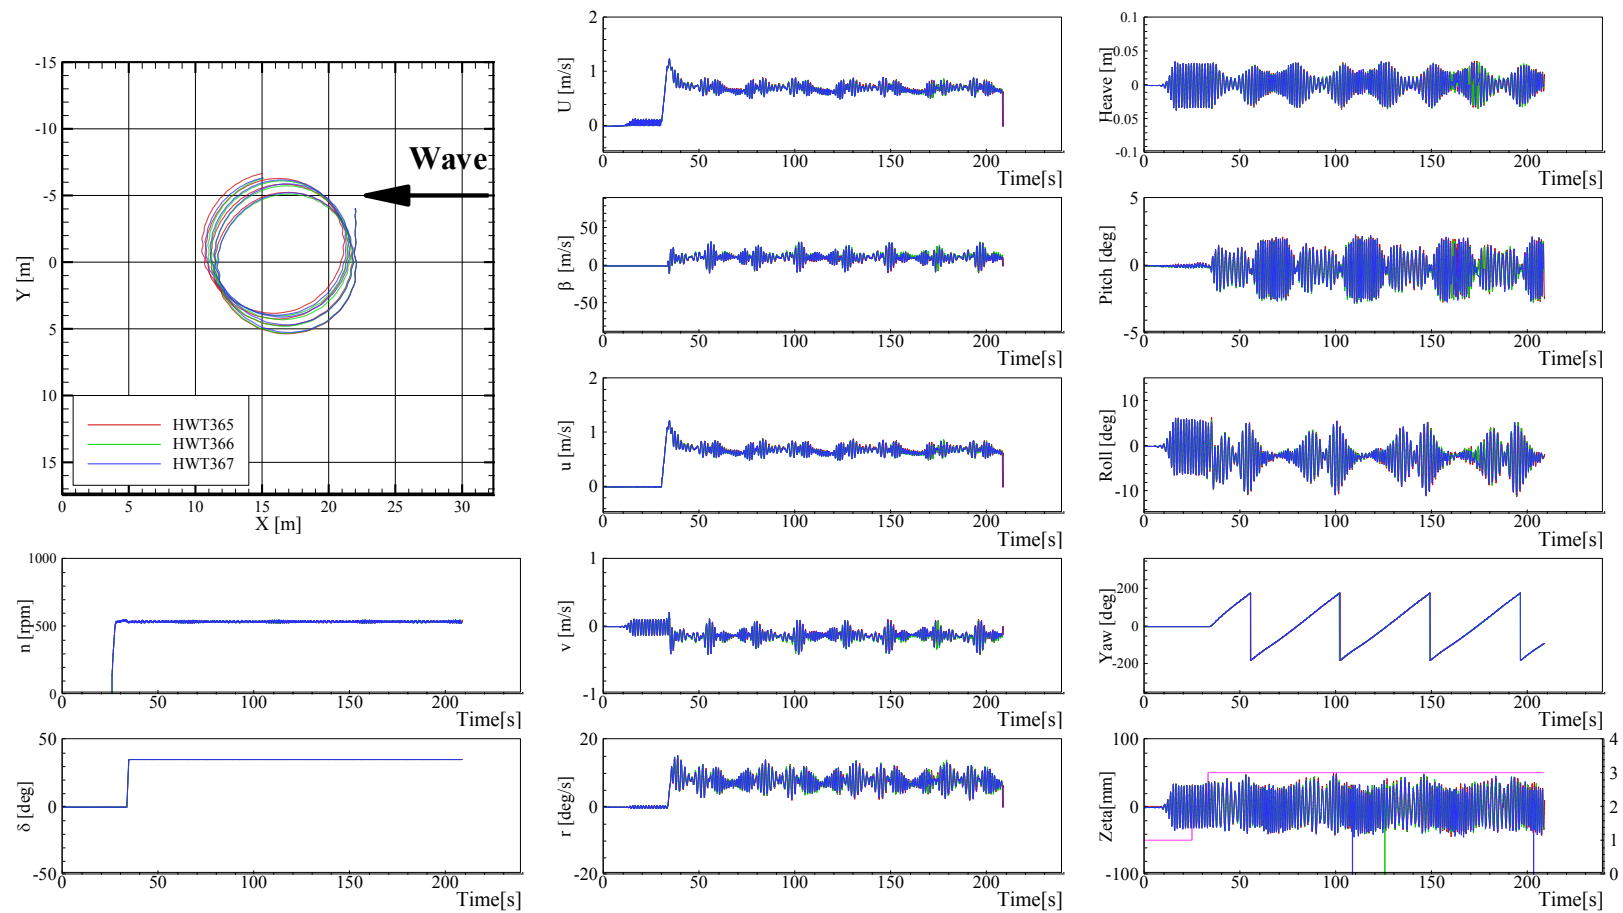 -15
-10
-5
0
5
10
15
Y [m]
Wave
HWT365
HWT366
HWT367
0 5 10 15 20 25 30
X [m]
1000
500
0
n [rpm]
0 50 100 150 200
Time[s]
50
0
-50
δ [deg]
0 50 100 150 200
Time[s]
2
1
0
U [m/s]
0 50 100 150 200
Time[s]
50
0
-50
β [m/s]
0 50 100 150 200
Time[s]
2
1
0
u [m/s]
0 50 100 150 200
Time[s]
1
0
-1
v [m/s]
0 50 100 150 200
Time[s]
20
0
-20
r [deg/s]
0 50 100 150 200
Time[s]
0.1
0.05
0
-0.05
-0.1
Heave [m]
0 50 100 150 200
Time[s]
5
0
-5
Pitch [deg]
0 50 100 150 200
Time[s]
10
0
-10
Roll [deg]
0 50 100 150 200
Time[s]
200
0
-200
Yaw [deg]
0 50 100 150 200
Time[s]
100
50
0
-50
-100
Zeta[mm]
4
3
2
1
0
0 50 100 150 200
Time[s]